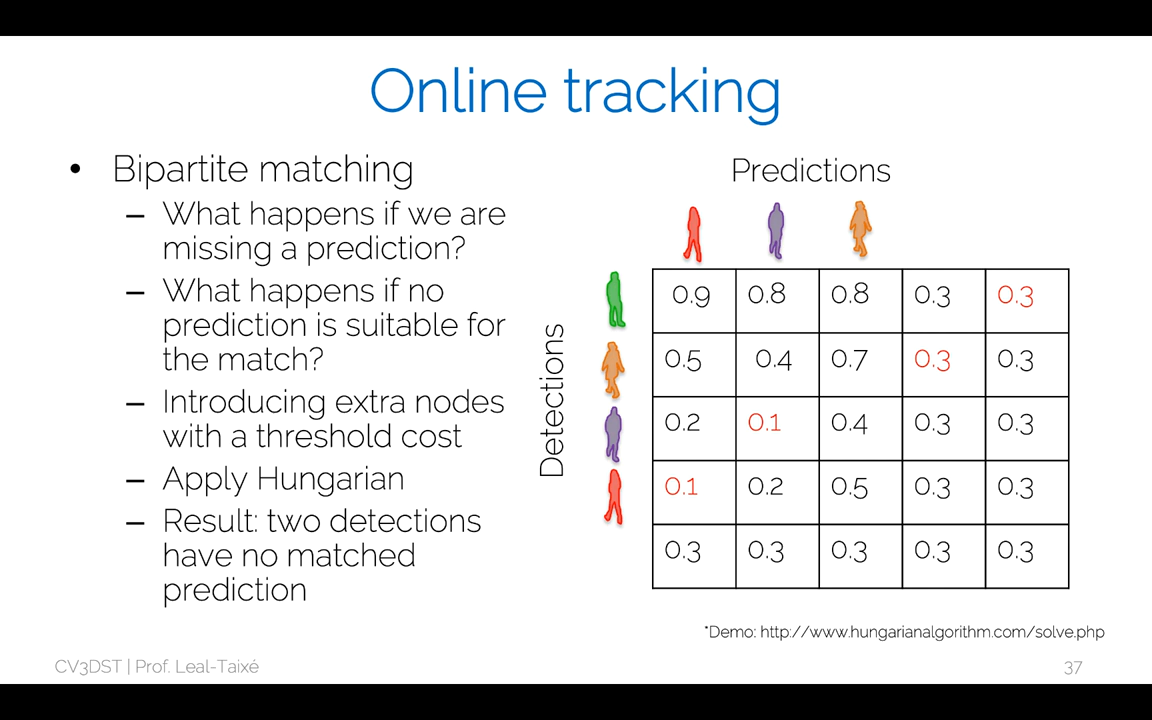 Online tracking
• Bipartite matching
– What happens if we are
missing a prediction?
– What happens if no
prediction is suitable for
the match?
– Introducing extra nodes
with a threshold cost
– Apply Hungarian
– Result: two detections
have no matched
prediction
Predictions
Detections
0.9 0.8 0.8 0.3 0.3
0.5 0.4 0.7 0.3 0.3
0.2 0.1 0.4 0.3 0.3
0.1 0.2 0.5 0.3 0.3
0.3 0.3 0.3 0.3 0.3
*Demo: http://www.hungarianalgorithm.com/solve.php
CV3DST | Prof. Leal-Taixé
37